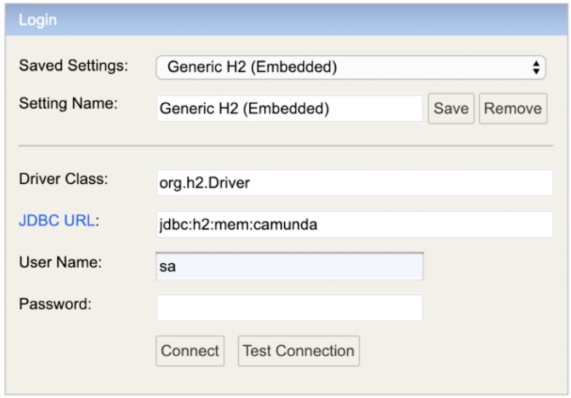 Login
Saved Settings: Generic H2 (Embedded)
Setting Name: Generic H2 (Embedded) Save Remove
Driver Class: org.h2.Driver
JDBC URL: jdbc:h2:mem:camunda
User Name: sa
Password:
Connect Test Connection